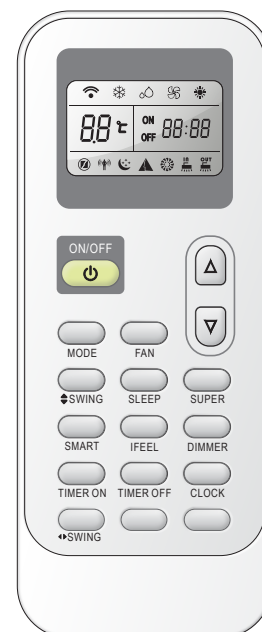 88 ℃ ON OFF 88:88
IN OUT
ON/OFF
MODE FAN
SWING SLEEP SUPER
SMART IFEEL DIMMER
TIMER ON TIMER OFF CLOCK
SWING